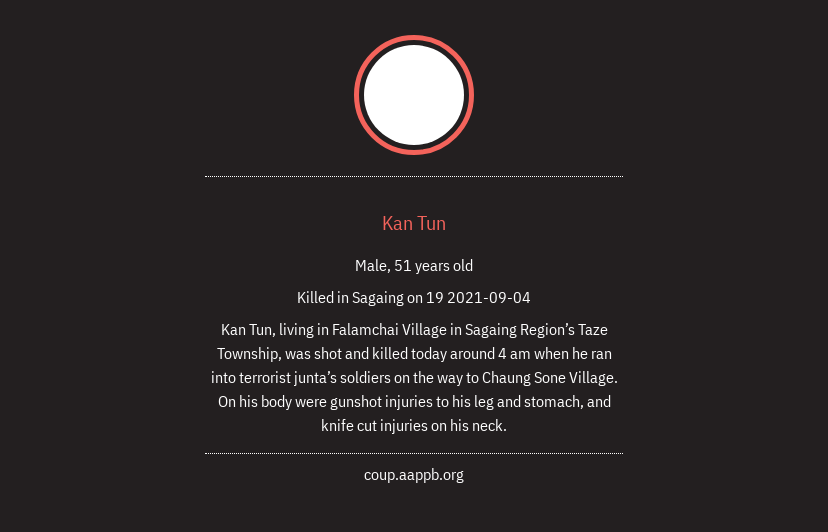 Kan Tun
Male, 51 years old
Killed in Sagaing on 19 2021-09-04
Kan Tun, living in Falamchai Village in Sagaing Region’s Taze
Township, was shot and killed today around 4 am when he ran
into terrorist junta’s soldiers on the way to Chaung Sone Village.
On his body were gunshot injuries to his leg and stomach, and
knife cut injuries on his neck.
coup.aappb.org